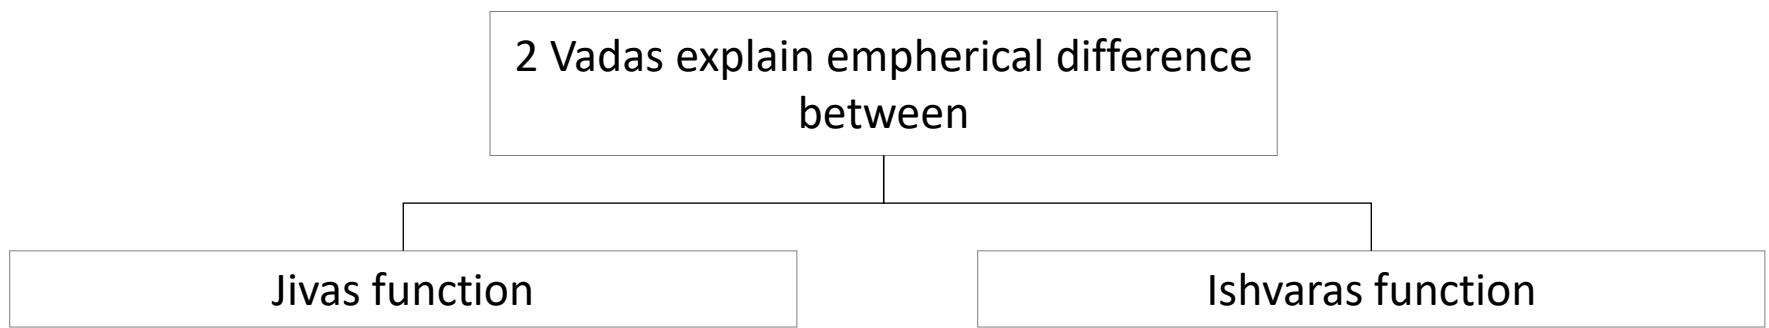 2 Vadas explain empherical difference
between
Jivas function
Ishvaras function